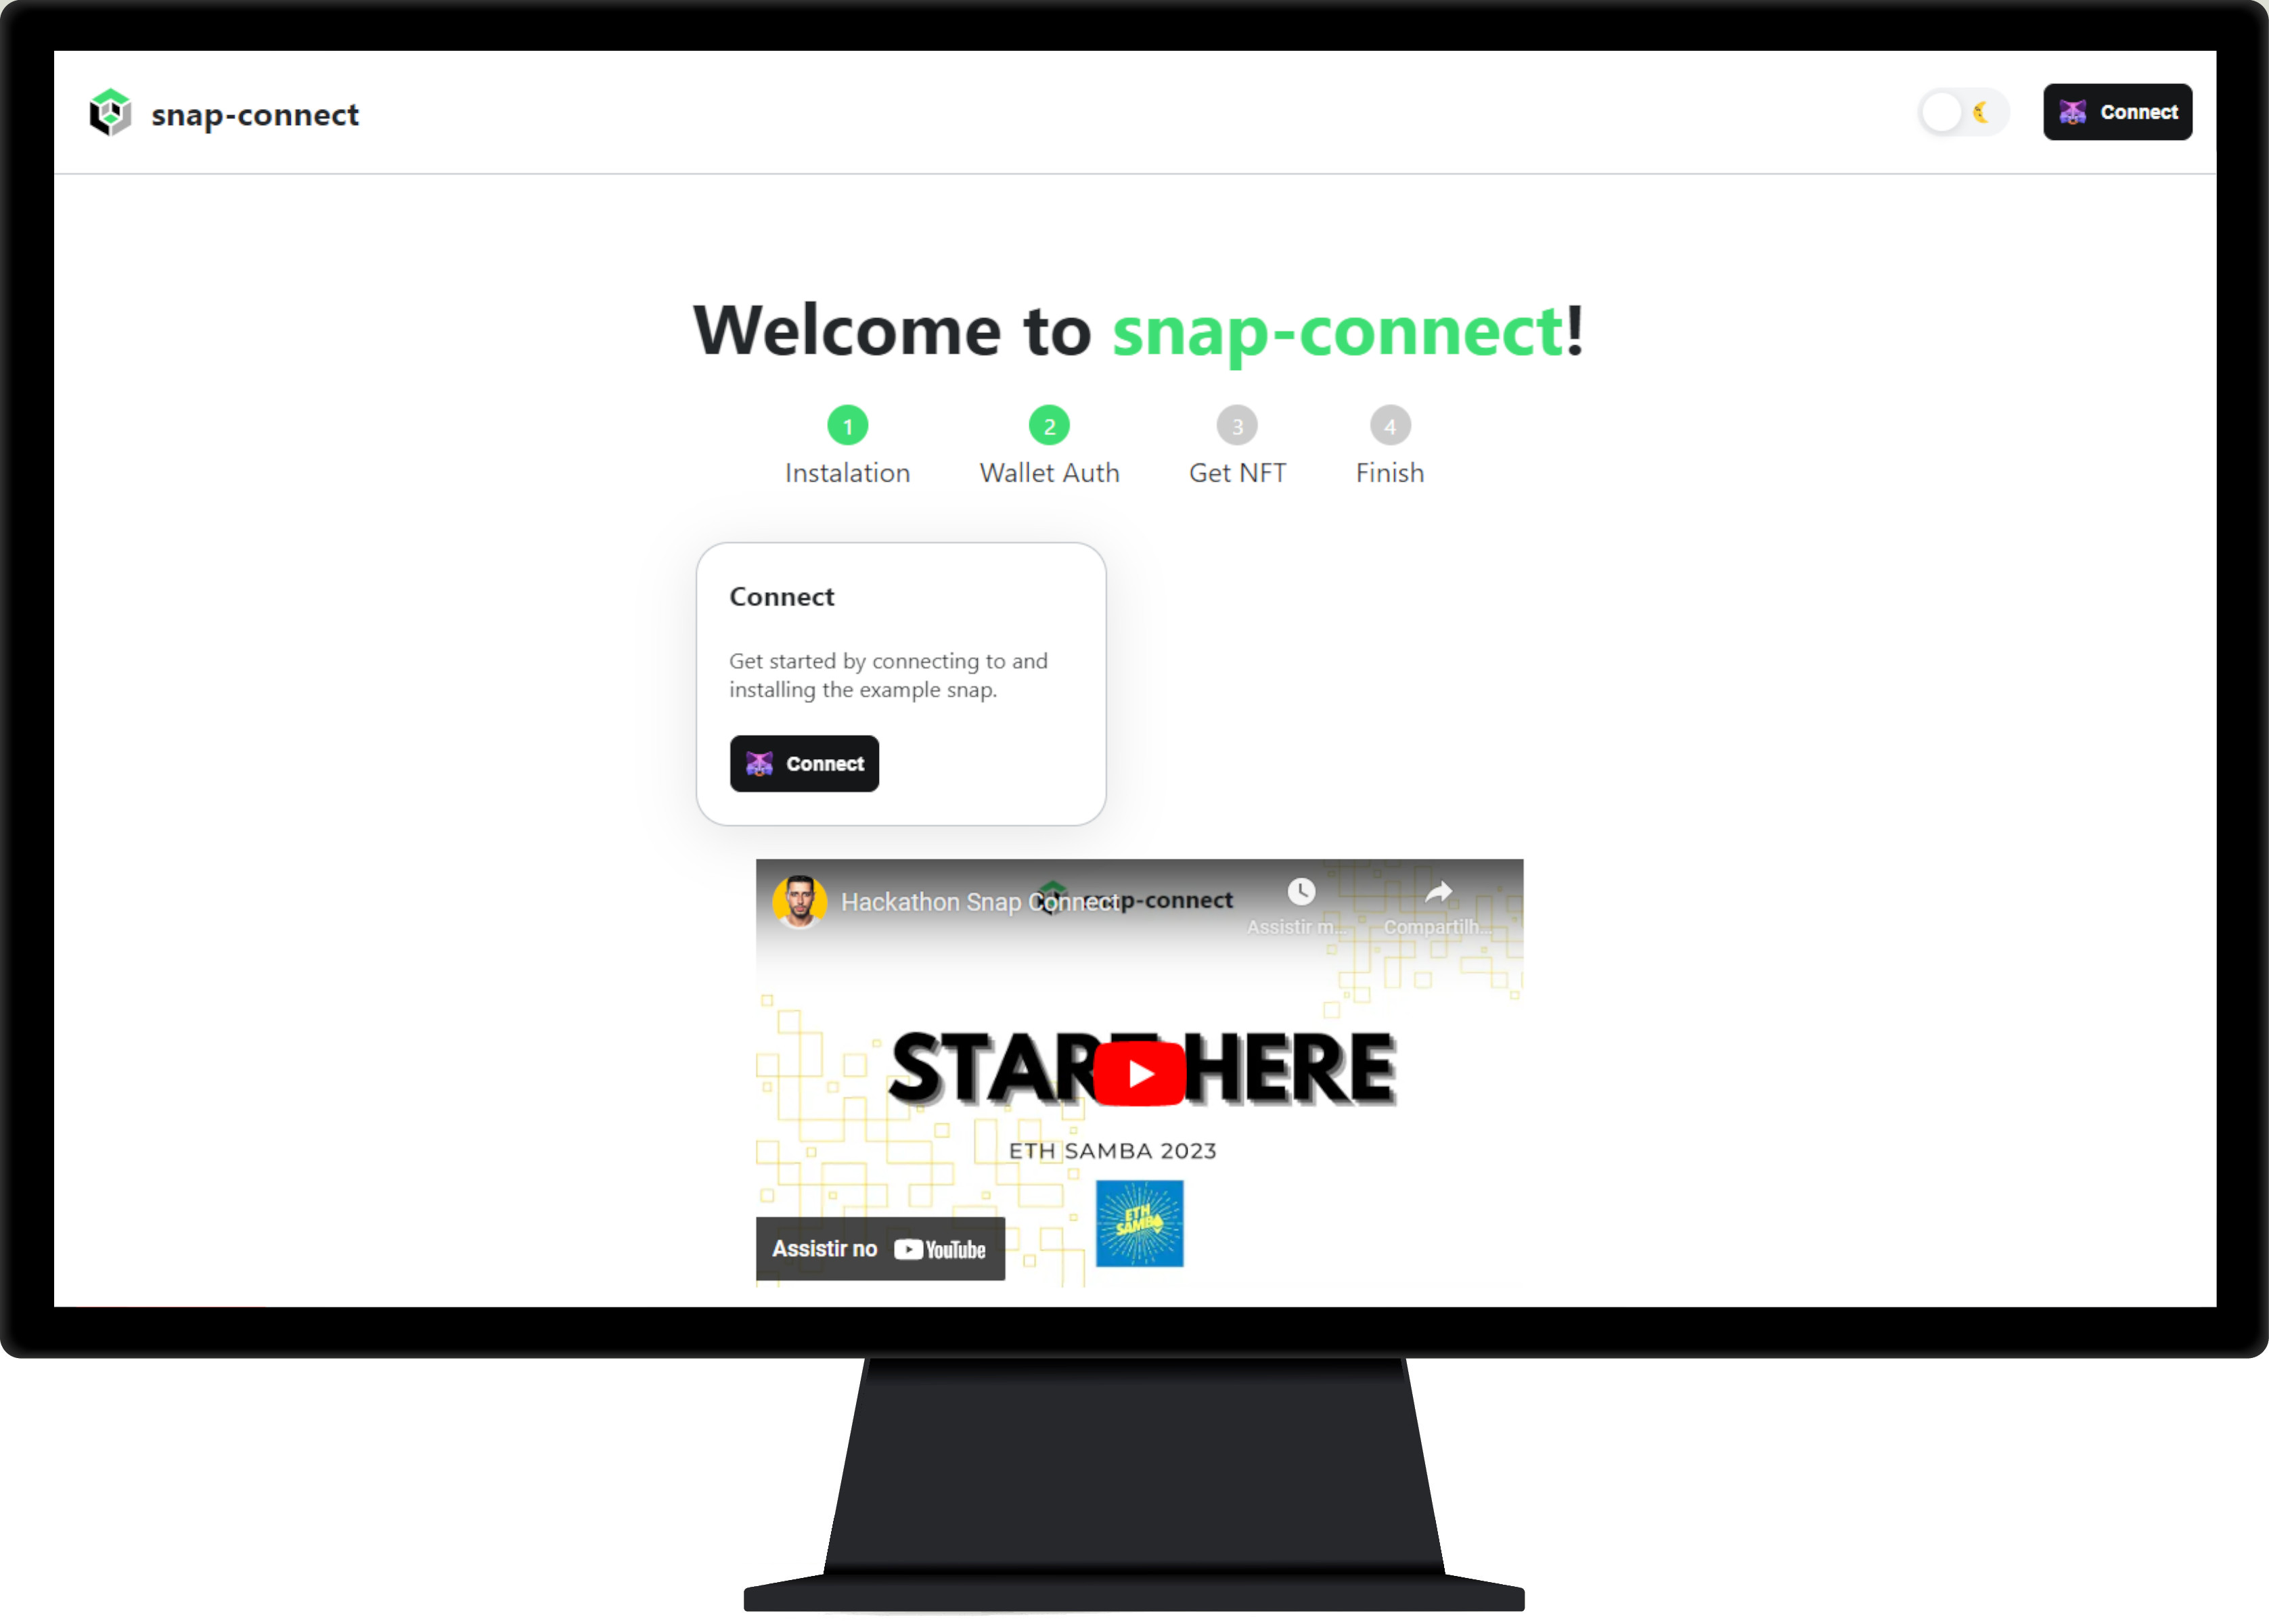 snap-connect
Connect
Welcome to snap-connect!
1 2 3 4
Instalation Wallet Auth Get NFT Finish
Connect
Get started by connecting to and
installing the example snap.
Connect
Hackathon Snap Connect
snap-connect
Assistir m...
Compartilh...
START HERE
ETH SAMBA 2023
ETH
SAMBA
Assistir no YouTube